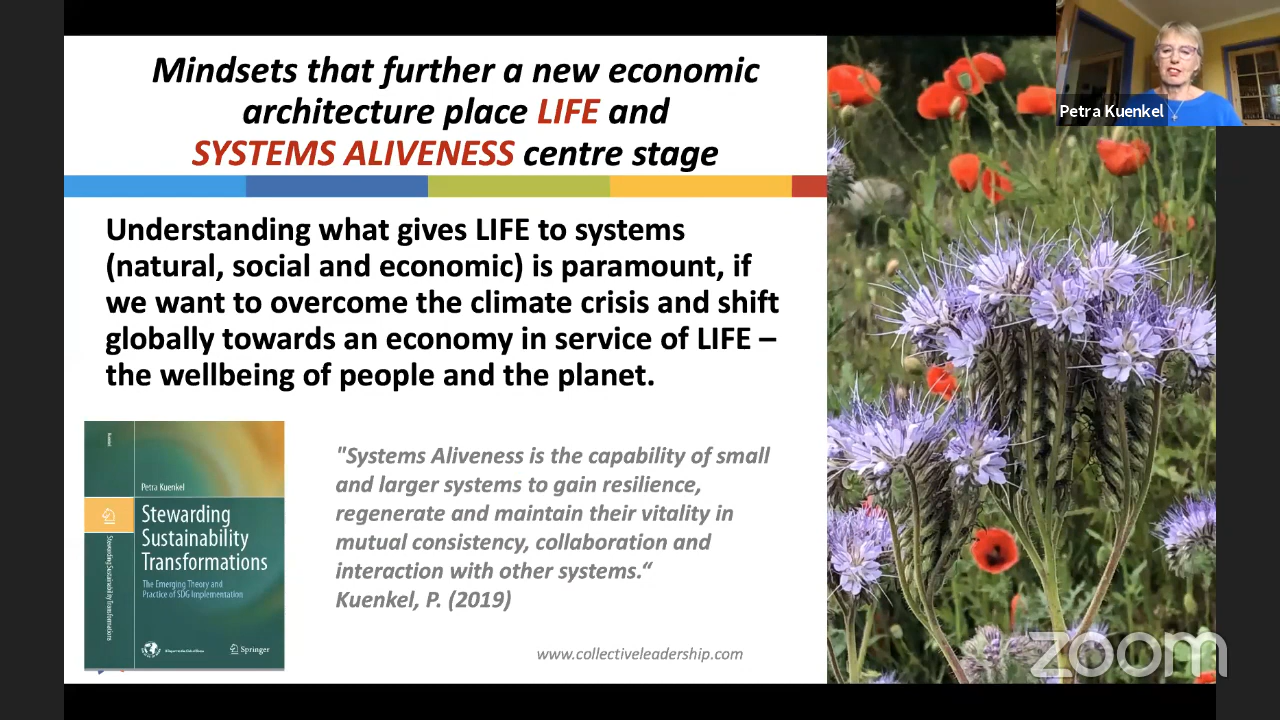 Mindsets that further a new economic
architecture place LIFE and
SYSTEMS ALIVENESS centre stage
Petra Kuenkel
Understanding what gives LIFE to systems
(natural, social and economic) is paramount, if
we want to overcome the climate crisis and shift
globally towards an economy in service of LIFE –
the wellbeing of people and the planet.
Petra Kuenkel
Stewarding
Sustainability
Transformations
The Emerging Theory and
Practice of SDG Implementation
Stewarding Sustainability Transformations
Springer
"Systems Aliveness is the capability of small
and larger systems to gain resilience,
regenerate and maintain their vitality in
mutual consistency, collaboration and
interaction with other systems.“
Kuenkel, P. (2019)
www.collectiveleadership.com
zoom